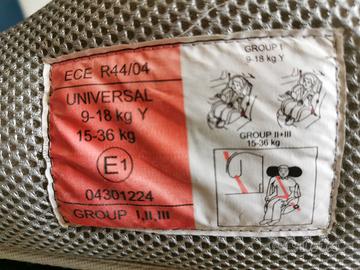 ECE R44/04
UNIVERSAL
9-18 kg Y
15-36 kg
E1
04301224
GROUP I,II,III
GROUP I
9-18 kg Y
GROUP II+III
15-36 kg